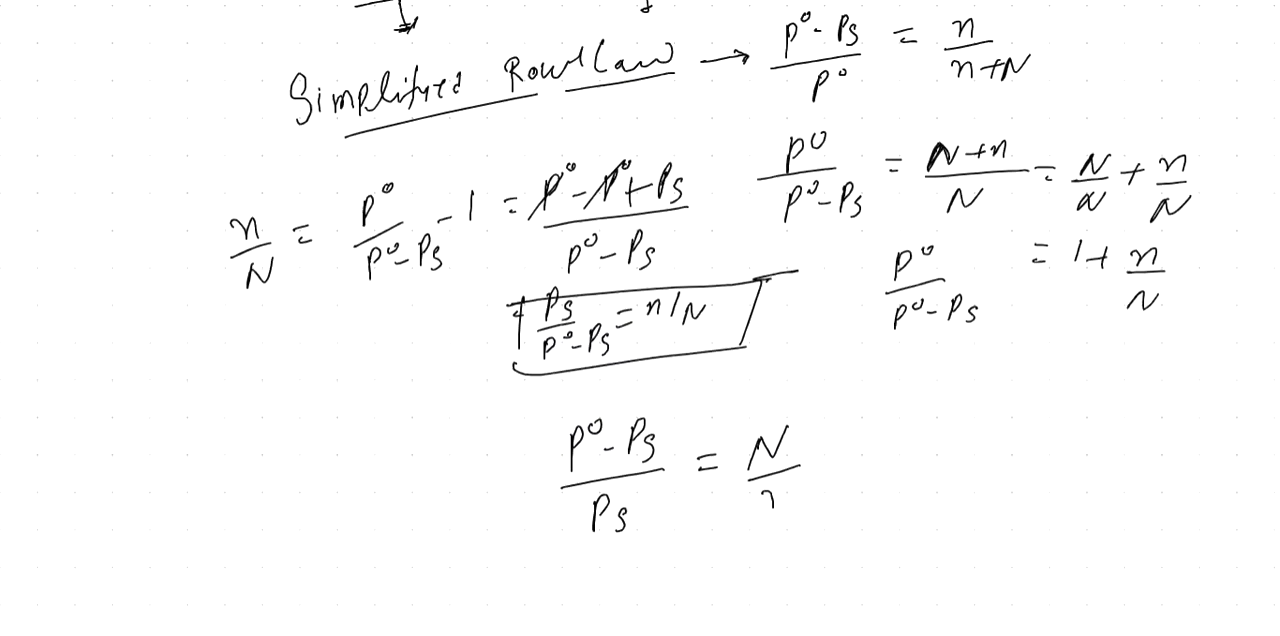 Simplified Roult Law → (P° - Ps)/P° = n/(n+N)
P°/(P°-Ps) = (N+n)/N = N/N + n/N
n/N = P°/(P°-Ps) - 1 = (P°-P°+Ps)/(P°-Ps)
P°/(P°-Ps) = 1 + n/N
Ps/(P°-Ps) = n/N
(P°-Ps)/Ps = N/